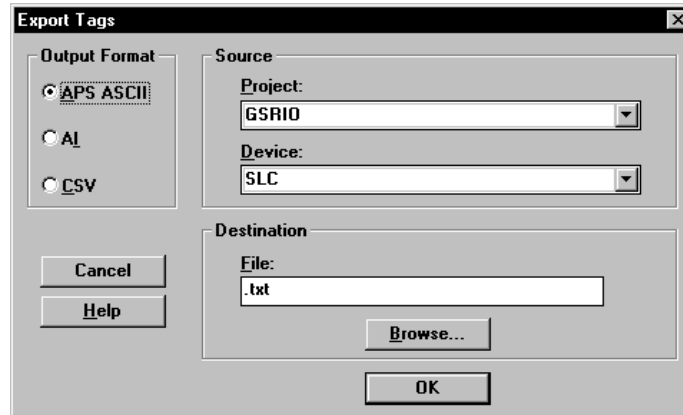 Export Tags
Output Format
APS ASCII
AI
CSV
Source
Project:
GSRIO
Device:
SLC
Destination
File:
.txt
Browse...
Cancel
Help
OK